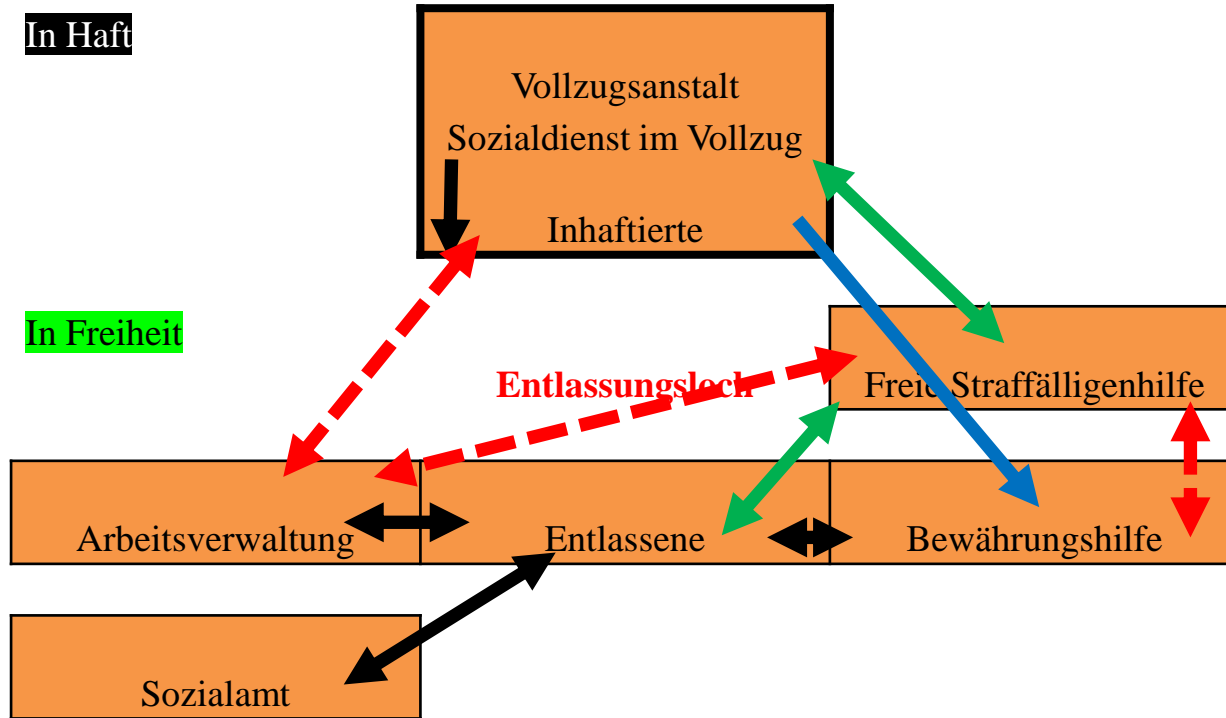 In Haft
Vollzugsanstalt
Sozialdienst im Vollzug
Inhaftierte
In Freiheit
Entlassungsloch
Freie Straffälligenhilfe
Arbeitsverwaltung
Entlassene
Bewährungshilfe
Sozialamt